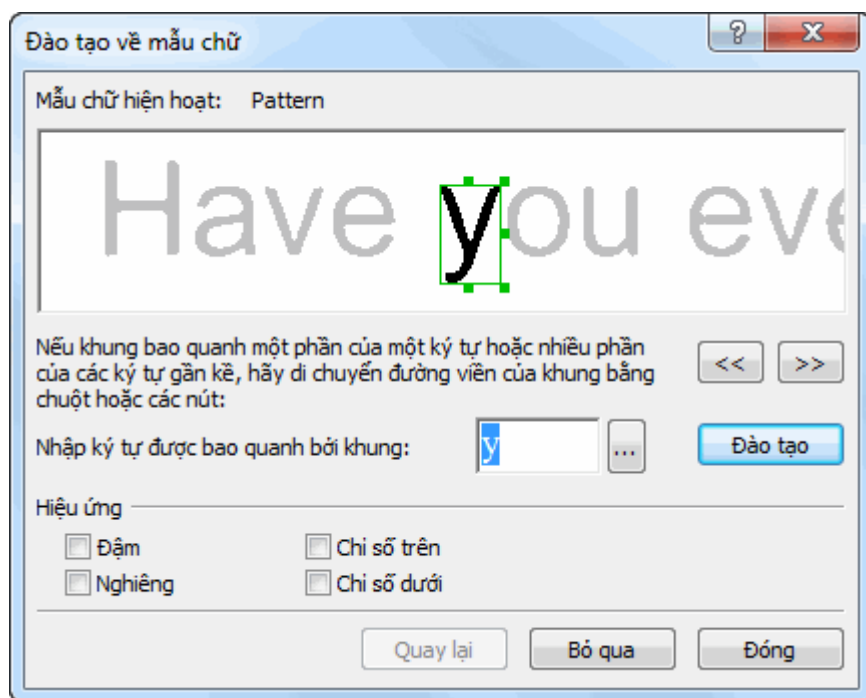 Đào tạo về mẫu chữ
Mẫu chữ hiện hoạt: Pattern
Have you eve
Nếu khung bao quanh một phần của một ký tự hoặc nhiều phần
của các ký tự gần kề, hãy di chuyển đường viền của khung bằng
chuột hoặc các nút:
<< >>
Nhập ký tự được bao quanh bởi khung: y ... Đào tạo
Hiệu ứng
Đậm Chỉ số trên
Nghiêng Chỉ số dưới
Quay lại Bỏ qua Đóng